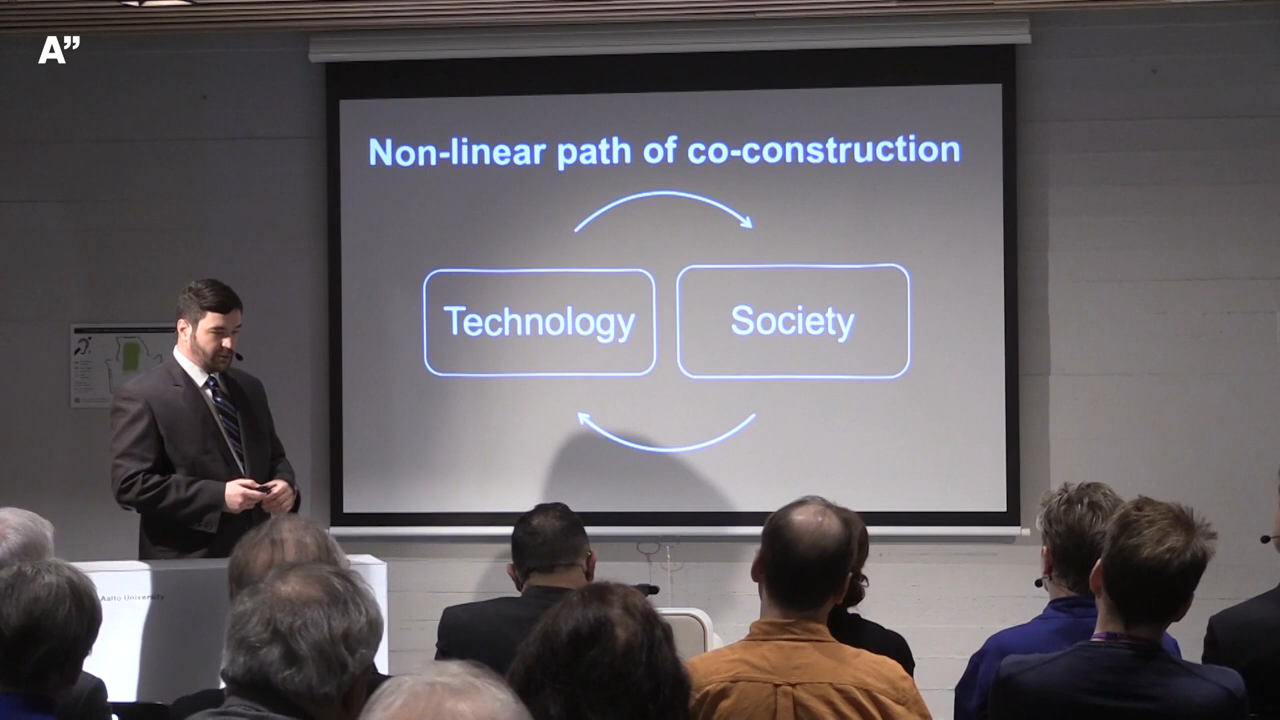 A”
Non-linear path of co-construction
Technology
Society
Aalto University